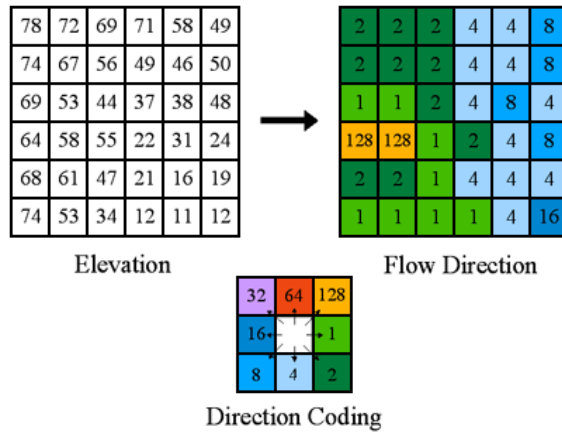 78 72 69 71 58 49 2 2 2 4 4 8
74 67 56 49 46 50 2 2 2 4 4 8
69 53 44 37 38 48 1 1 2 4 8 4
64 58 55 22 31 24 128 128 1 2 4 8
68 61 47 21 16 19 2 2 1 4 4 4
74 53 34 12 11 12 1 1 1 1 4 16
Elevation Flow Direction
32 64 128
16 1
8 4 2
Direction Coding